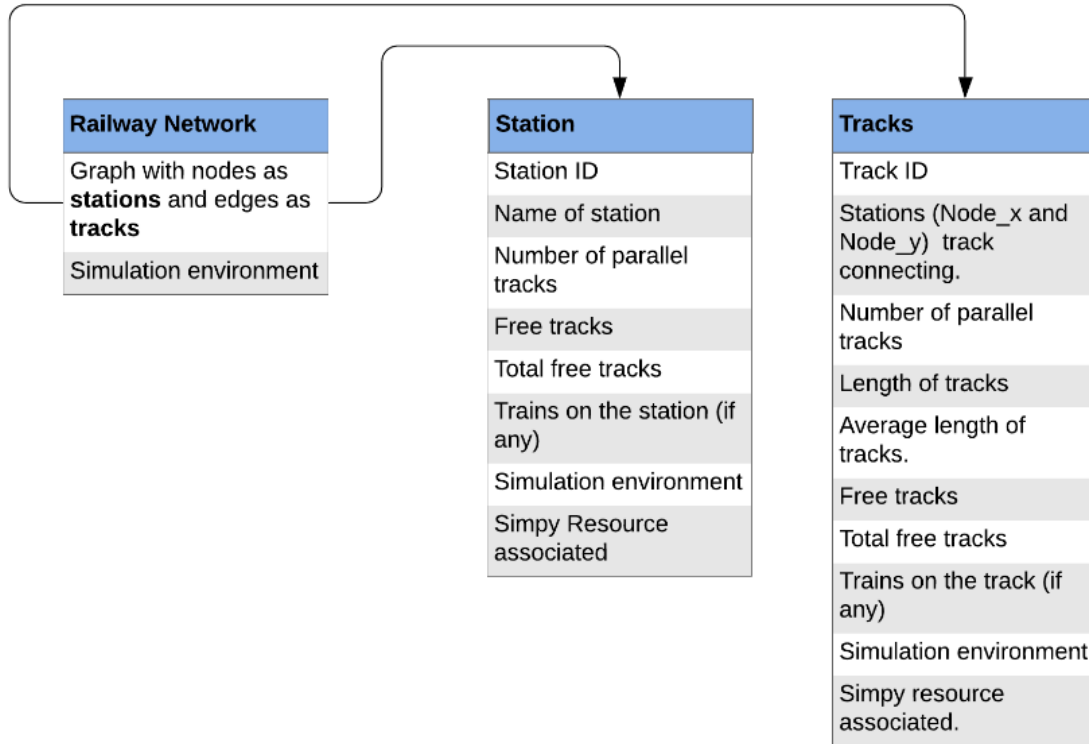 Railway Network
Graph with nodes as
stations and edges as
tracks
Simulation environment
Station
Station ID
Name of station
Number of parallel
tracks
Free tracks
Total free tracks
Trains on the station (if
any)
Simulation environment
Simpy Resource
associated
Tracks
Track ID
Stations (Node_x and
Node_y)  track
connecting.
Number of parallel
tracks
Length of tracks
Average length of
tracks.
Free tracks
Total free tracks
Trains on the track (if
any)
Simulation environment
Simpy resource
associated.